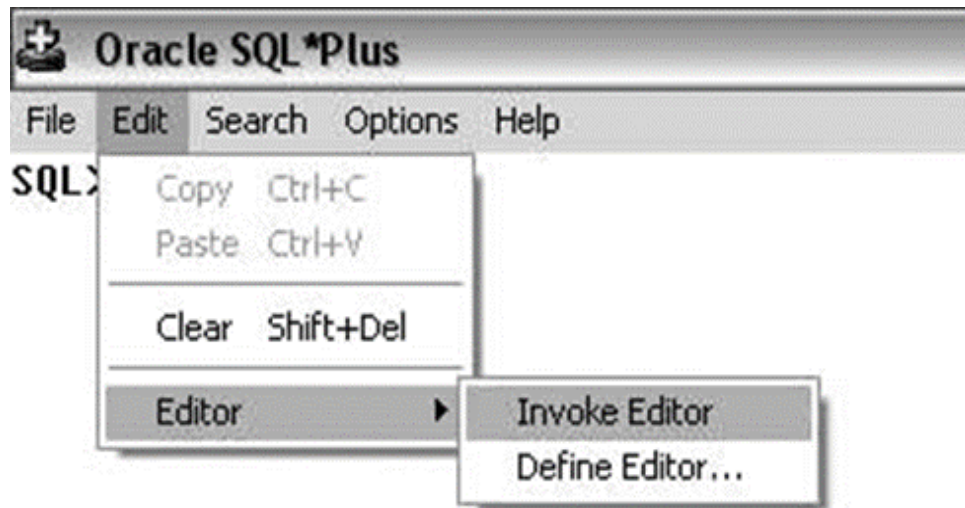 Oracle SQL*Plus
File Edit Search Options Help
SQL>
Copy Ctrl+C
Paste Ctrl+V
Clear Shift+Del
Editor
Invoke Editor
Define Editor...